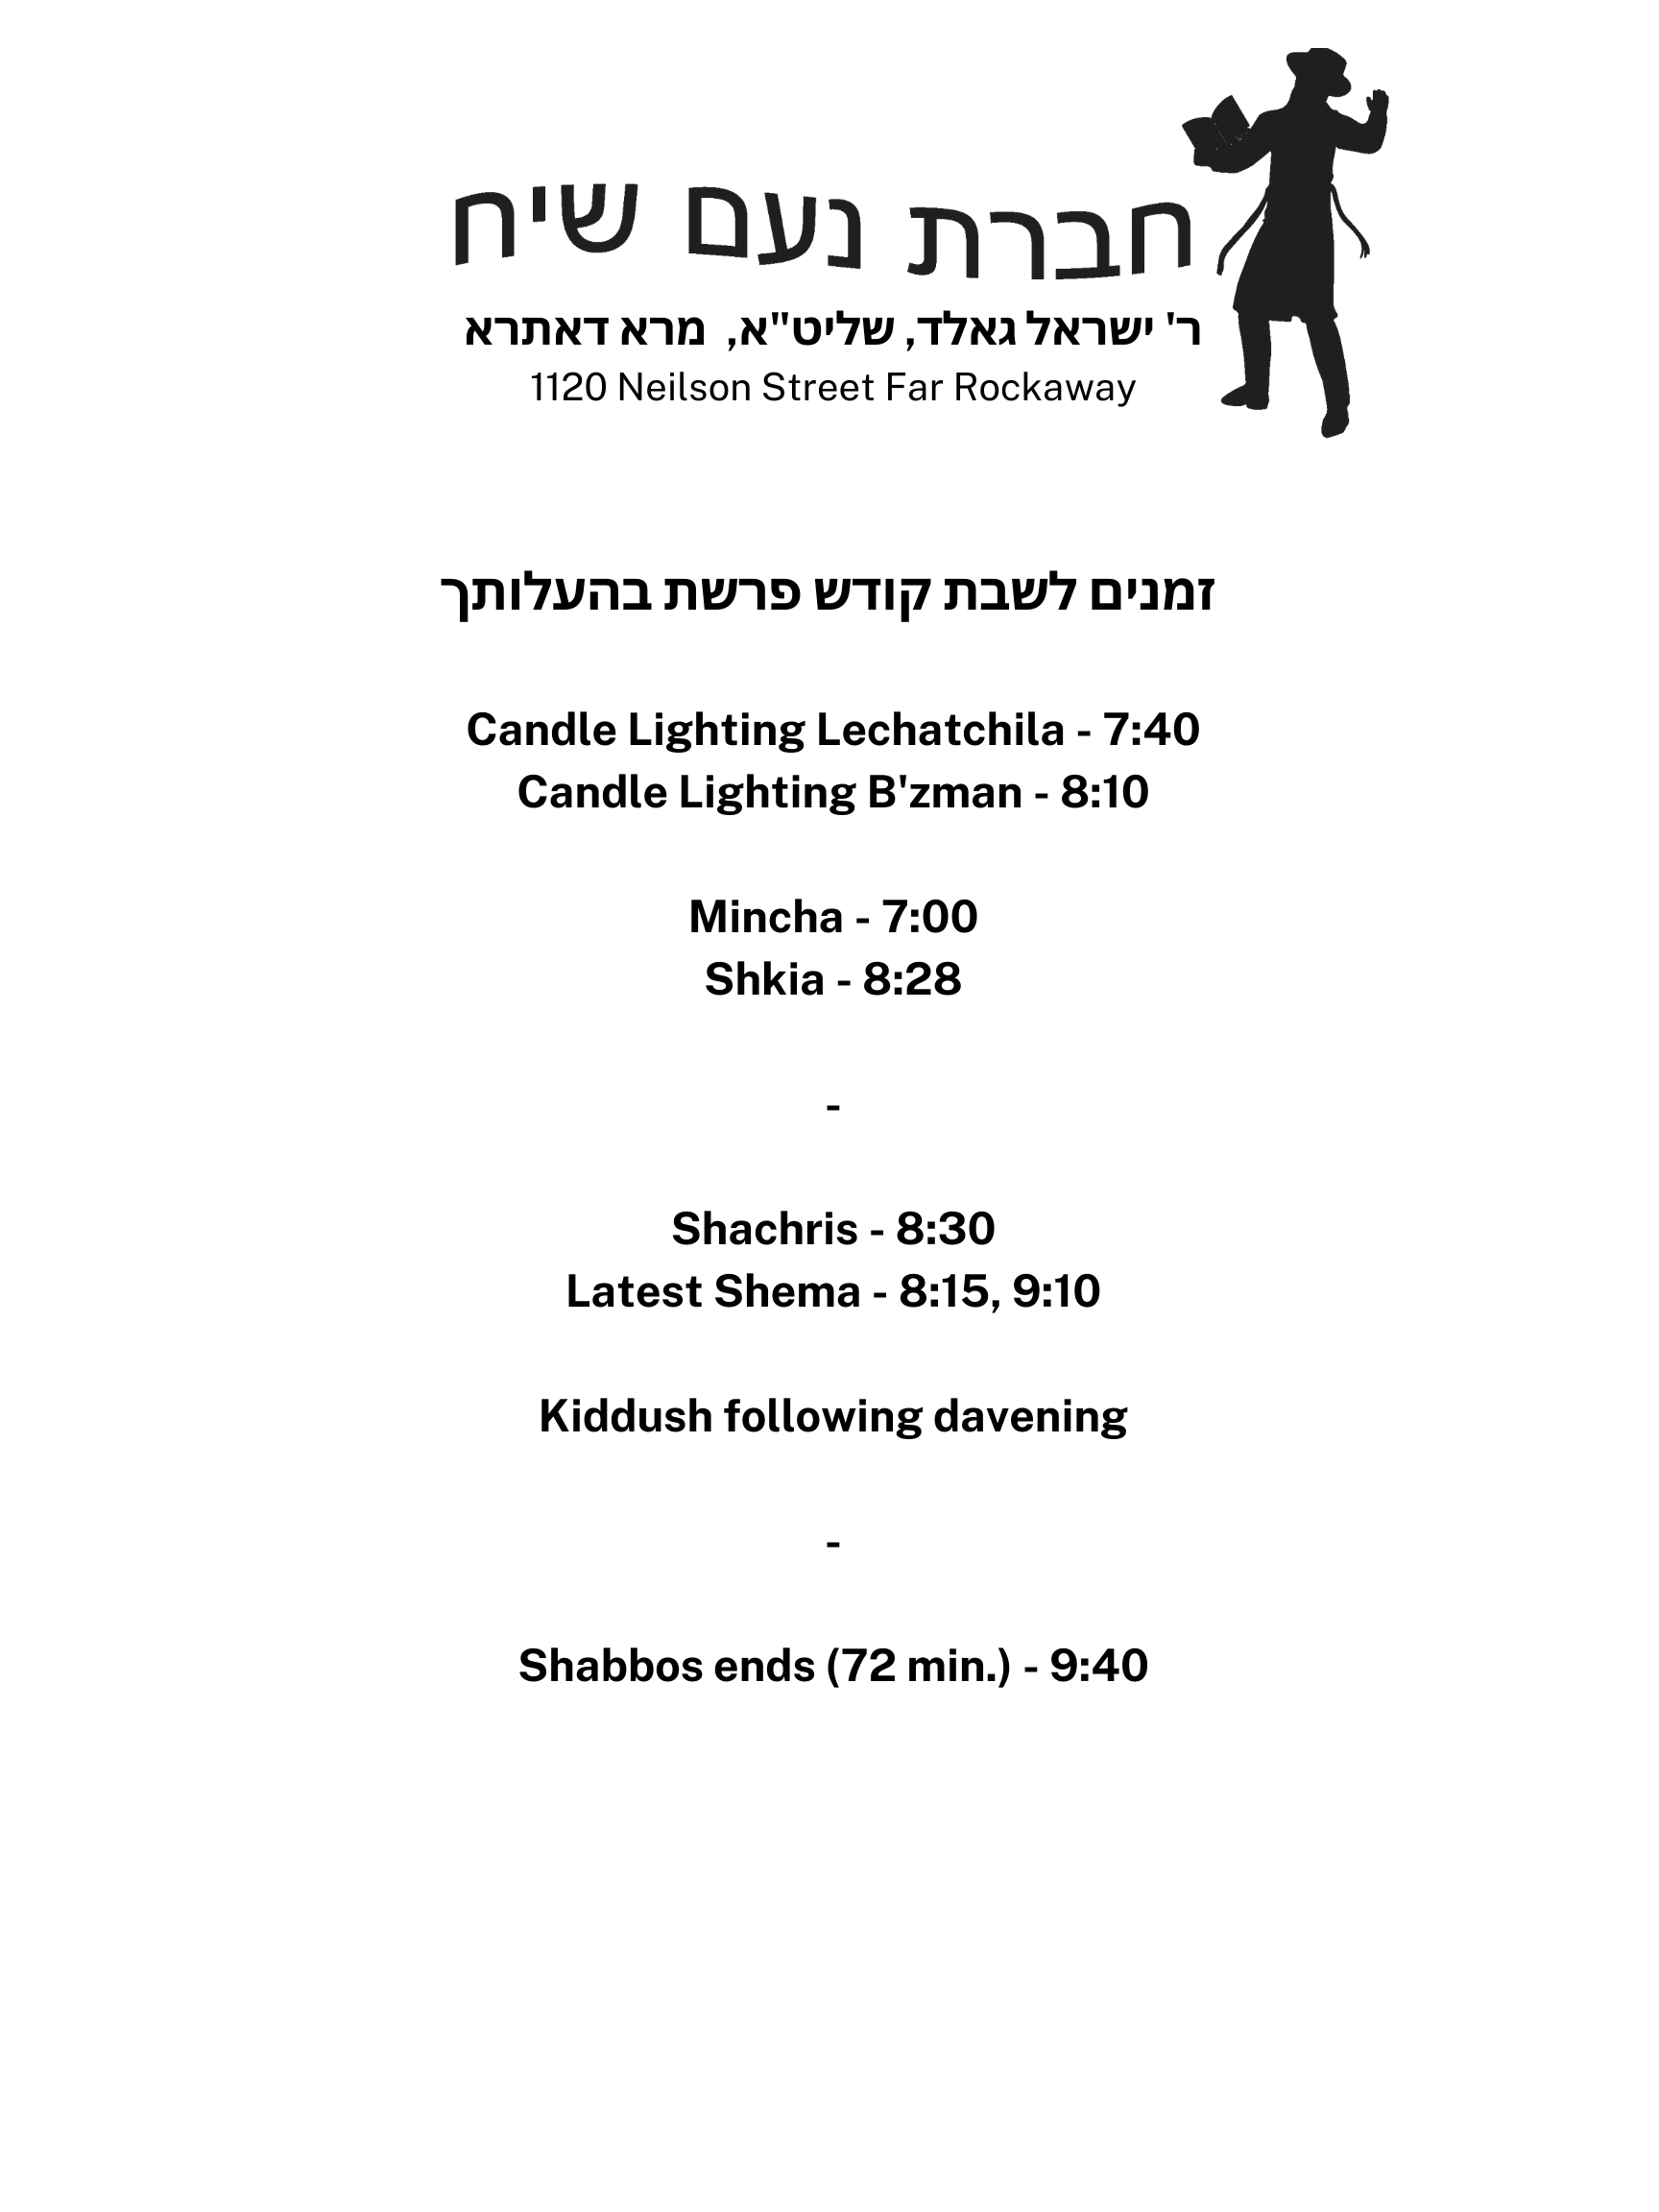 חברת נעם שיח
ר' ישראל גאלד, שליט"א, מרא דאתרא
1120 Neilson Street Far Rockaway
זמנים לשבת קודש פרשת בהעלותך
Candle Lighting Lechatchila - 7:40
Candle Lighting B'zman - 8:10
Mincha - 7:00
Shkia - 8:28
-
Shachris - 8:30
Latest Shema - 8:15, 9:10
Kiddush following davening
-
Shabbos ends (72 min.) - 9:40